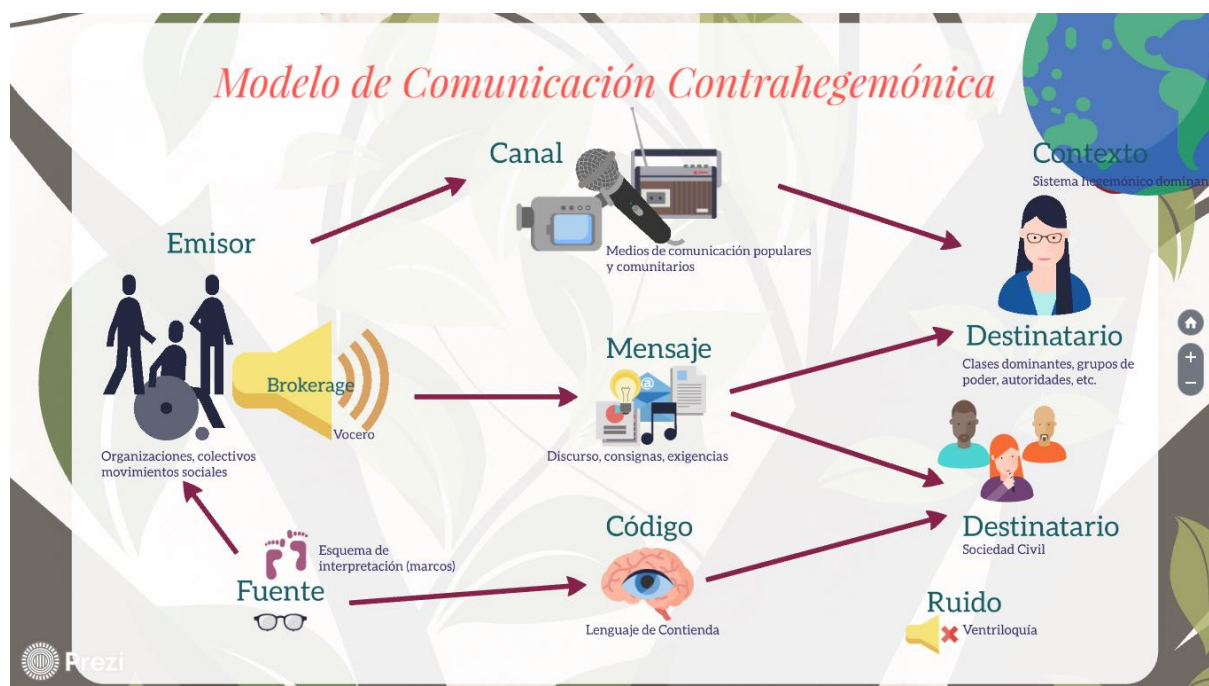 Modelo de Comunicación Contrahegemónica
Canal
Medios de comunicación populares
y comunitarios
Contexto
Sistema hegemónico dominan
Emisor
Brokerage
Vocero
Organizaciones, colectivos
movimientos sociales
Mensaje
@
Discurso, consignas, exigencias
Destinatario
Clases dominantes, grupos de
poder, autoridades, etc.
Destinatario
Sociedad Civil
Esquema de
interpretación (marcos)
Fuente
Código
Lenguaje de Contienda
Ruido
Ventriloquía
Prezi